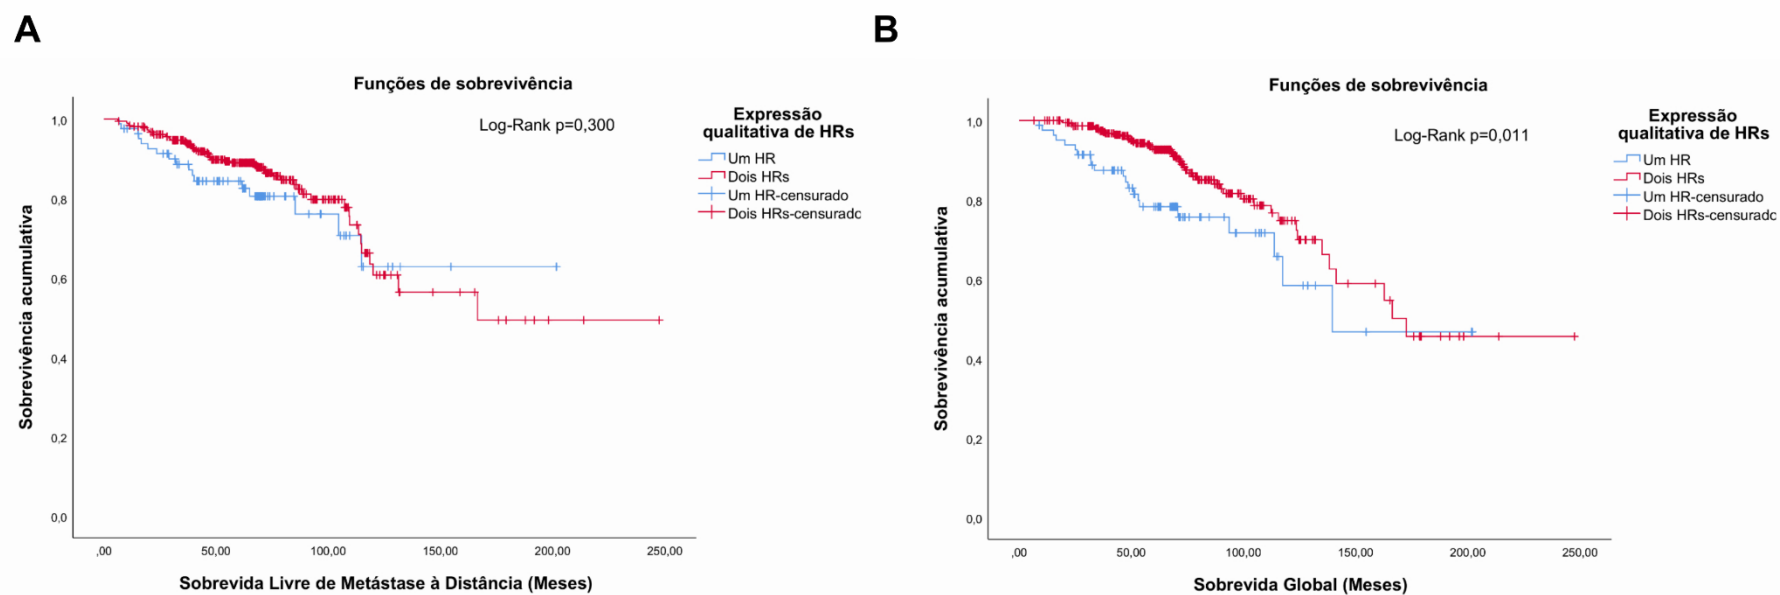 A
Funções de sobrevivência
Log-Rank p=0,300
Expressão
qualitativa de HRs
Um HR
Dois HRs
Um HR-censurado
Dois HRs-censurado
Sobrevivência acumulativa
1,0
0,8
0,6
0,4
0,2
0,0
,00
50,00
100,00
150,00
200,00
250,00
Sobrevida Livre de Metástase à Distância (Meses)
B
Funções de sobrevivência
Log-Rank p=0,011
Expressão
qualitativa de HRs
Um HR
Dois HRs
Um HR-censurado
Dois HRs-censurado
Sobrevivência acumulativa
1,0
0,8
0,6
0,4
0,2
0,0
,00
50,00
100,00
150,00
200,00
250,00
Sobrevida Global (Meses)